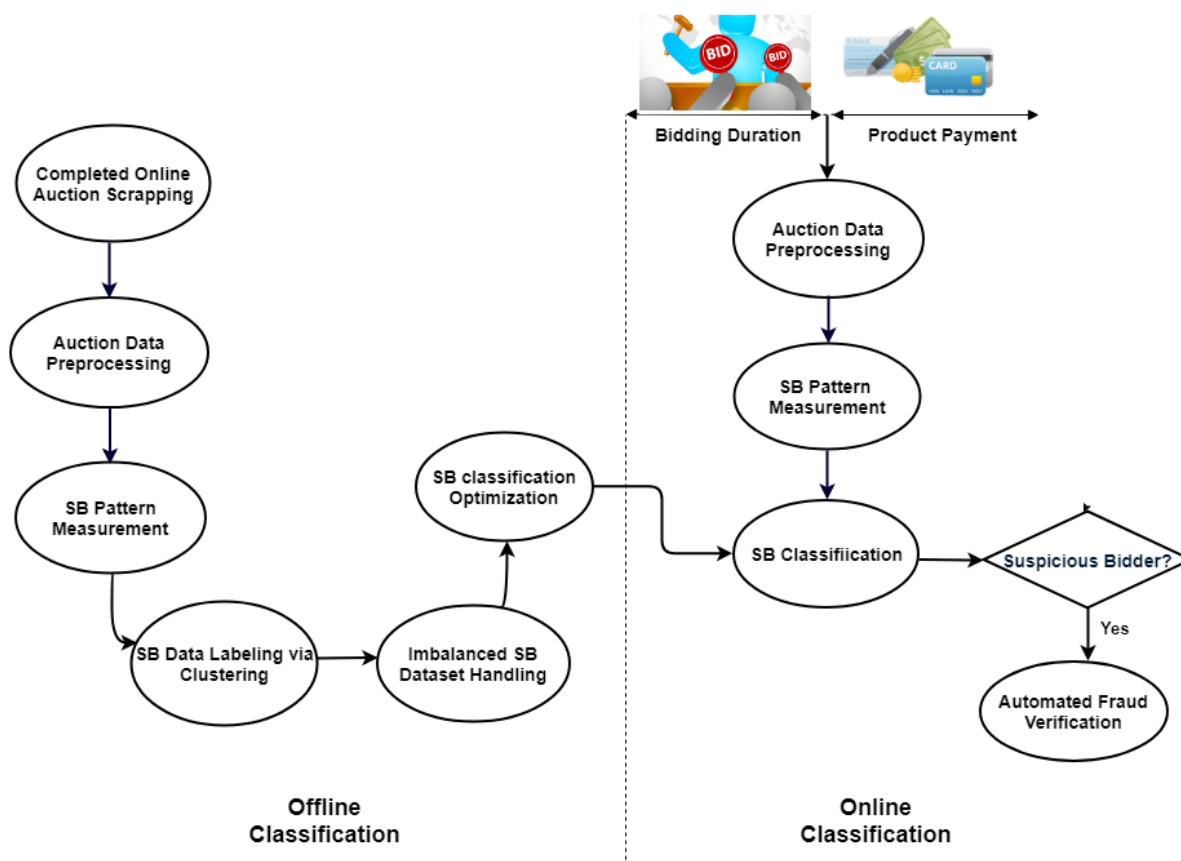 BID
BID
BANK
$
CARD
Bidding Duration
Product Payment
Completed Online
Auction Scrapping
Auction Data
Preprocessing
SB Pattern
Measurement
SB Data Labeling via
Clustering
Imbalanced SB
Dataset Handling
SB classification
Optimization
Auction Data
Preprocessing
SB Pattern
Measurement
SB Classifiication
Suspicious Bidder?
Yes
Automated Fraud
Verification
Offline
Classification
Online
Classification